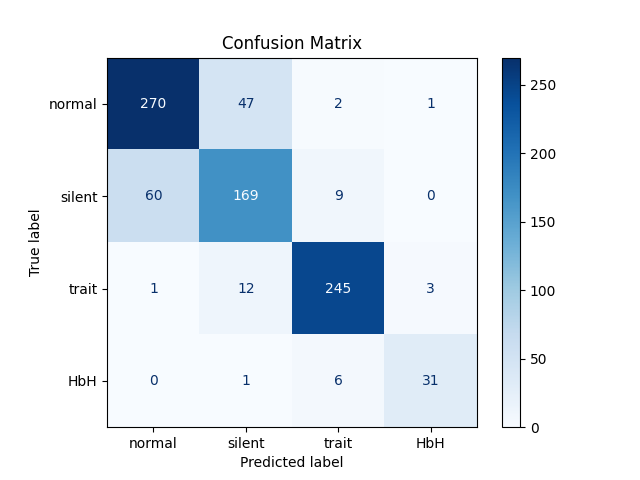 Confusion Matrix
normal 270 47 2 1
silent 60 169 9 0
trait 1 12 245 3
HbH 0 1 6 31
normal silent trait HbH
Predicted label
True label
250
200
150
100
50
0